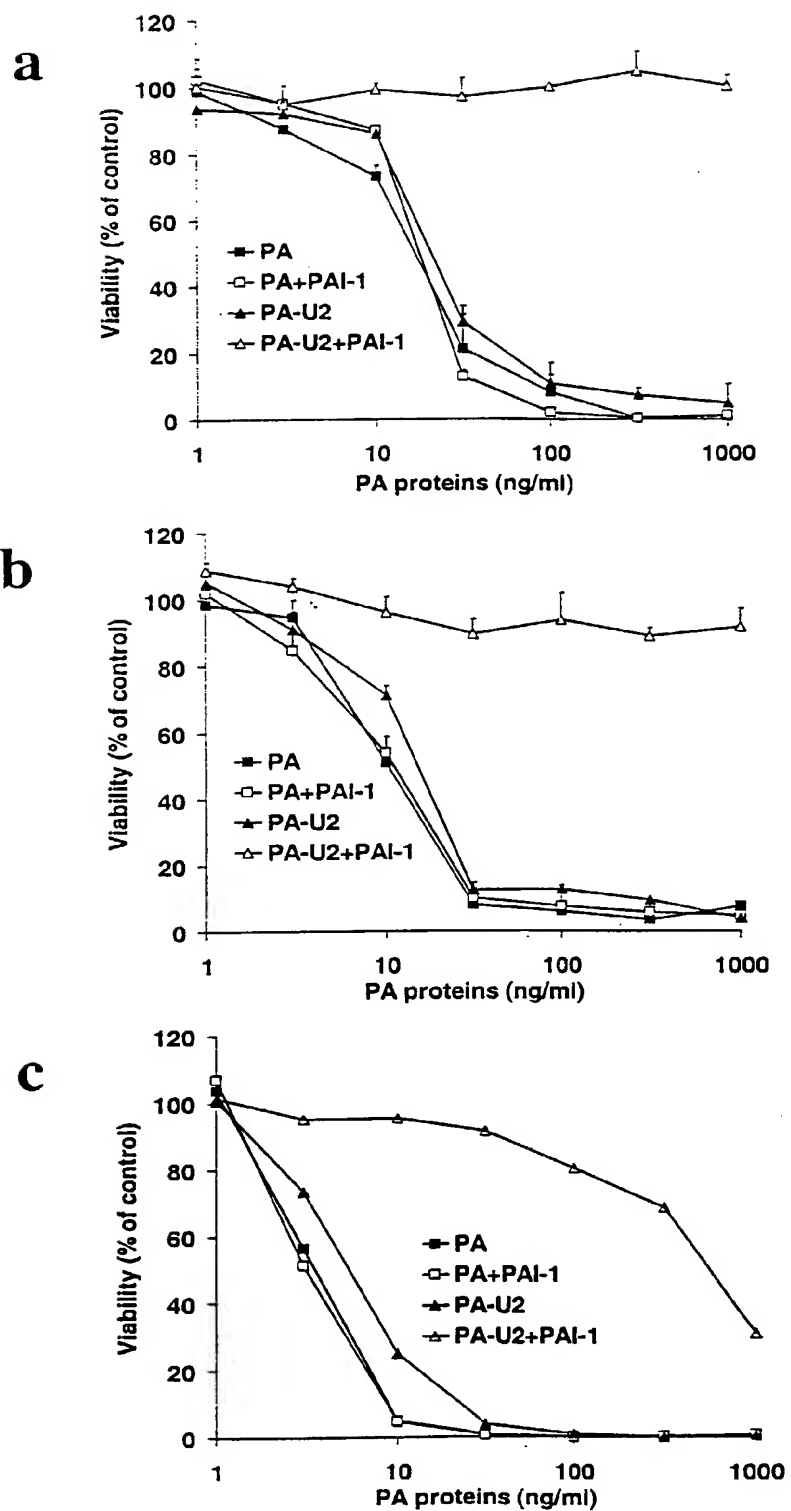 a
120
100
80
60
40
20
0
Viability (% of control)
PA
PA+PAI-1
PA-U2
PA-U2+PAI-1
1 10 100 1000
PA proteins (ng/ml)
b
120
100
80
60
40
20
0
Viability (% of control)
PA
PA+PAI-1
PA-U2
PA-U2+PAI-1
1 10 100 1000
PA proteins (ng/ml)
c
120
100
80
60
40
20
0
Viability (% of control)
PA
PA+PAI-1
PA-U2
PA-U2+PAI-1
1 10 100 1000
PA proteins (ng/ml)